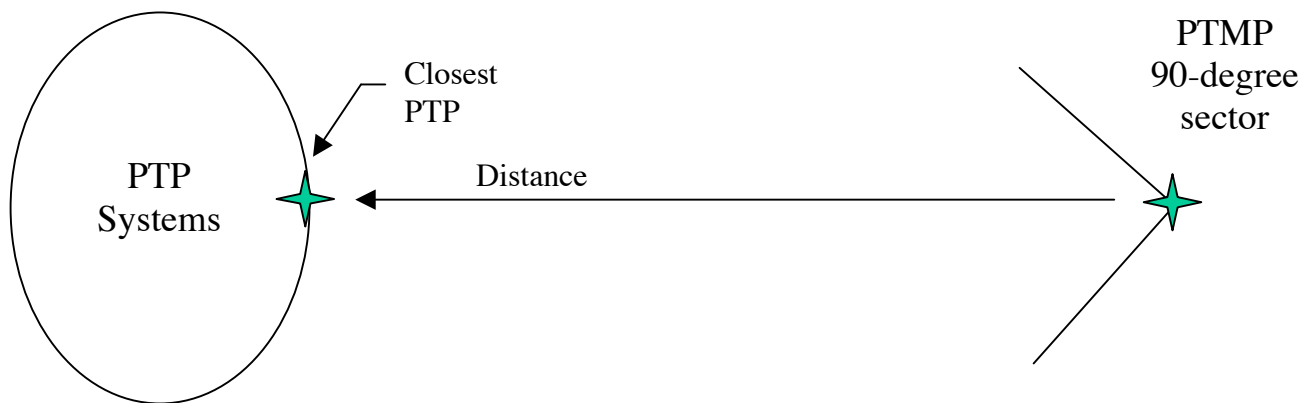 PTP
Systems
Closest
PTP
Distance
PTMP
90-degree
sector